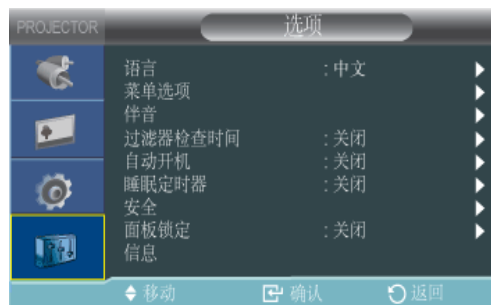 PROJECTOR 选项
语言 : 中文
菜单选项
伴音
过滤器检查时间 : 关闭
自动开机 : 关闭
睡眠定时器 : 关闭
安全
面板锁定 : 关闭
信息
移动 确认 返回